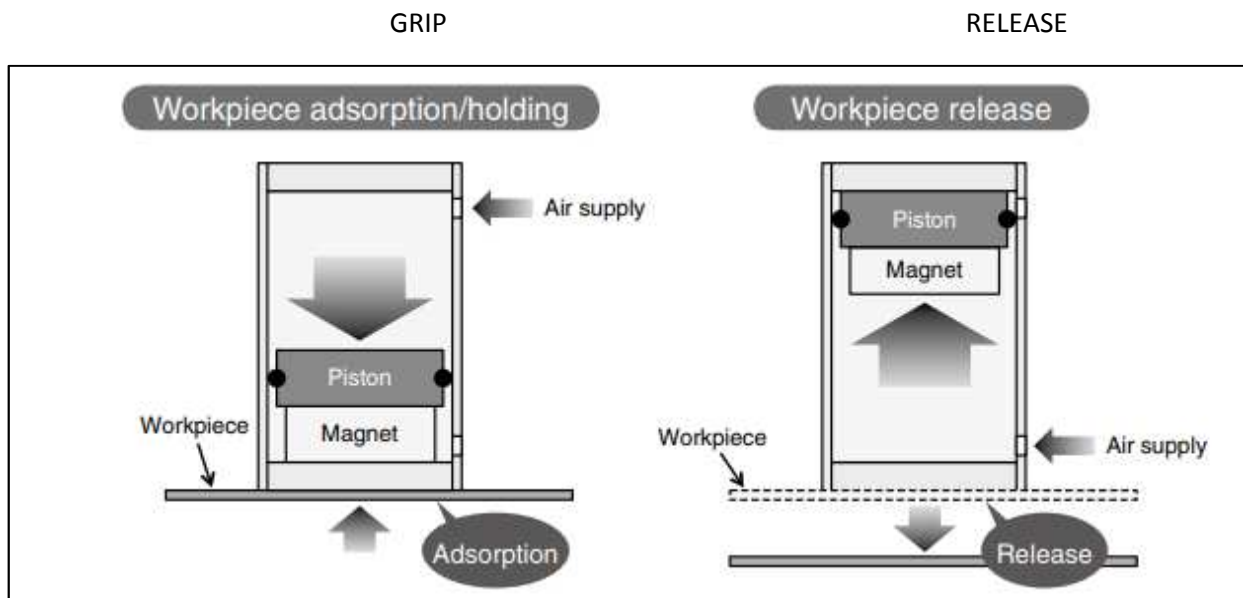 GRIP
RELEASE
Workpiece adsorption/holding
Workpiece release
Air supply
Piston
Magnet
Workpiece
Adsorption
Piston
Magnet
Workpiece
Air supply
Release